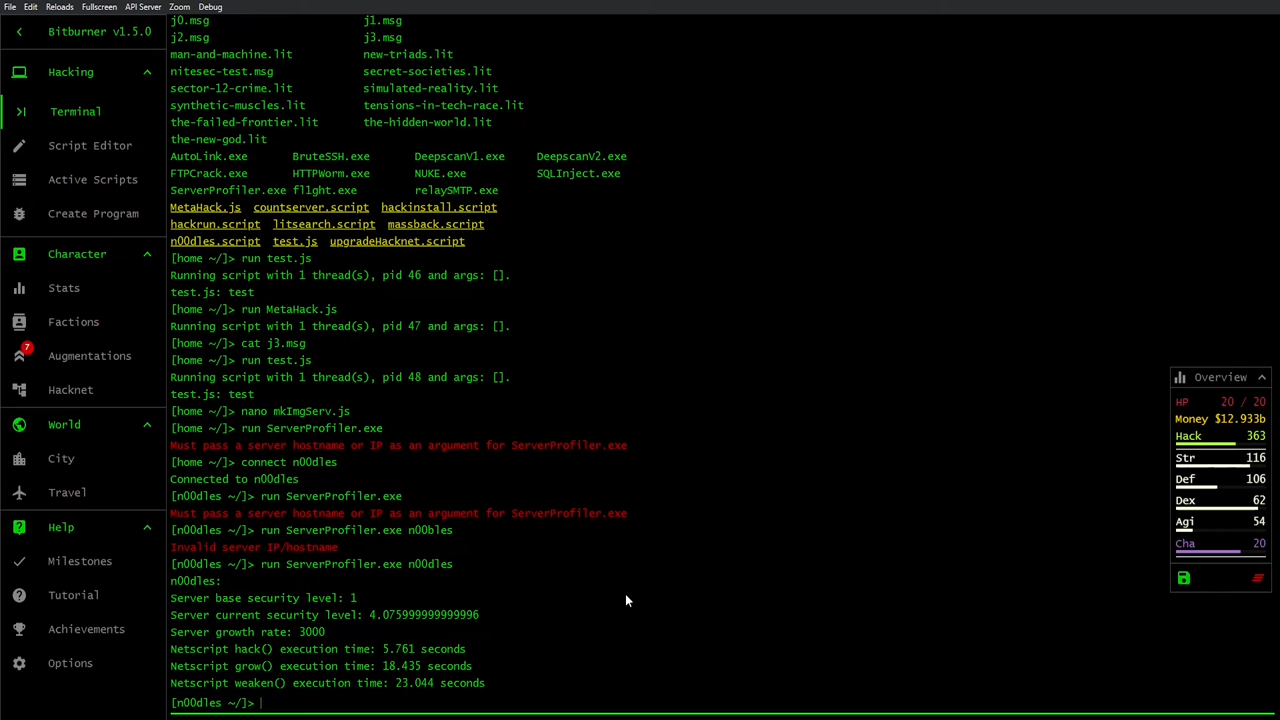 File Edit Reloads Fullscreen API Server Zoom Debug
Bitburner v1.5.0
Hacking
Terminal
Script Editor
Active Scripts
Create Program
Character
Stats
Factions
7
Augmentations
Hacknet
World
City
Travel
Help
Milestones
Tutorial
Achievements
Options
j0.msg j1.msg
j2.msg j3.msg
man-and-machine.lit new-triads.lit
nitesec-test.msg secret-societies.lit
sector-12-crime.lit simulated-reality.lit
synthetic-muscles.lit tensions-in-tech-race.lit
the-failed-frontier.lit the-hidden-world.lit
the-new-god.lit
AutoLink.exe BruteSSH.exe DeepscanV1.exe DeepscanV2.exe
FTPCrack.exe HTTPWorm.exe NUKE.exe SQLInject.exe
ServerProfiler.exe fl1ght.exe relaySMTP.exe
MetaHack.js countserver.script hackinstall.script
hackrun.script litsearch.script massback.script
n00dles.script test.js upgradeHacknet.script
[home ~/]> run test.js
Running script with 1 thread(s), pid 46 and args: [].
test.js: test
[home ~/]> run MetaHack.js
Running script with 1 thread(s), pid 47 and args: [].
[home ~/]> cat j3.msg
[home ~/]> run test.js
Running script with 1 thread(s), pid 48 and args: [].
test.js: test
[home ~/]> nano mkImgServ.js
[home ~/]> run ServerProfiler.exe
Must pass a server hostname or IP as an argument for ServerProfiler.exe
[home ~/]> connect n00dles
Connected to n00dles
[n00dles ~/]> run ServerProfiler.exe
Must pass a server hostname or IP as an argument for ServerProfiler.exe
[n00dles ~/]> run ServerProfiler.exe n00bles
Invalid server IP/hostname
[n00dles ~/]> run ServerProfiler.exe n00dles
n00dles:
Server base security level: 1
Server current security level: 4.075999999999996
Server growth rate: 3000
Netscript hack() execution time: 5.761 seconds
Netscript grow() execution time: 18.435 seconds
Netscript weaken() execution time: 23.044 seconds
[n00dles ~/]>
Overview
HP 20 / 20
Money $12.933b
Hack 363
Str 116
Def 106
Dex 62
Agi 54
Cha 20